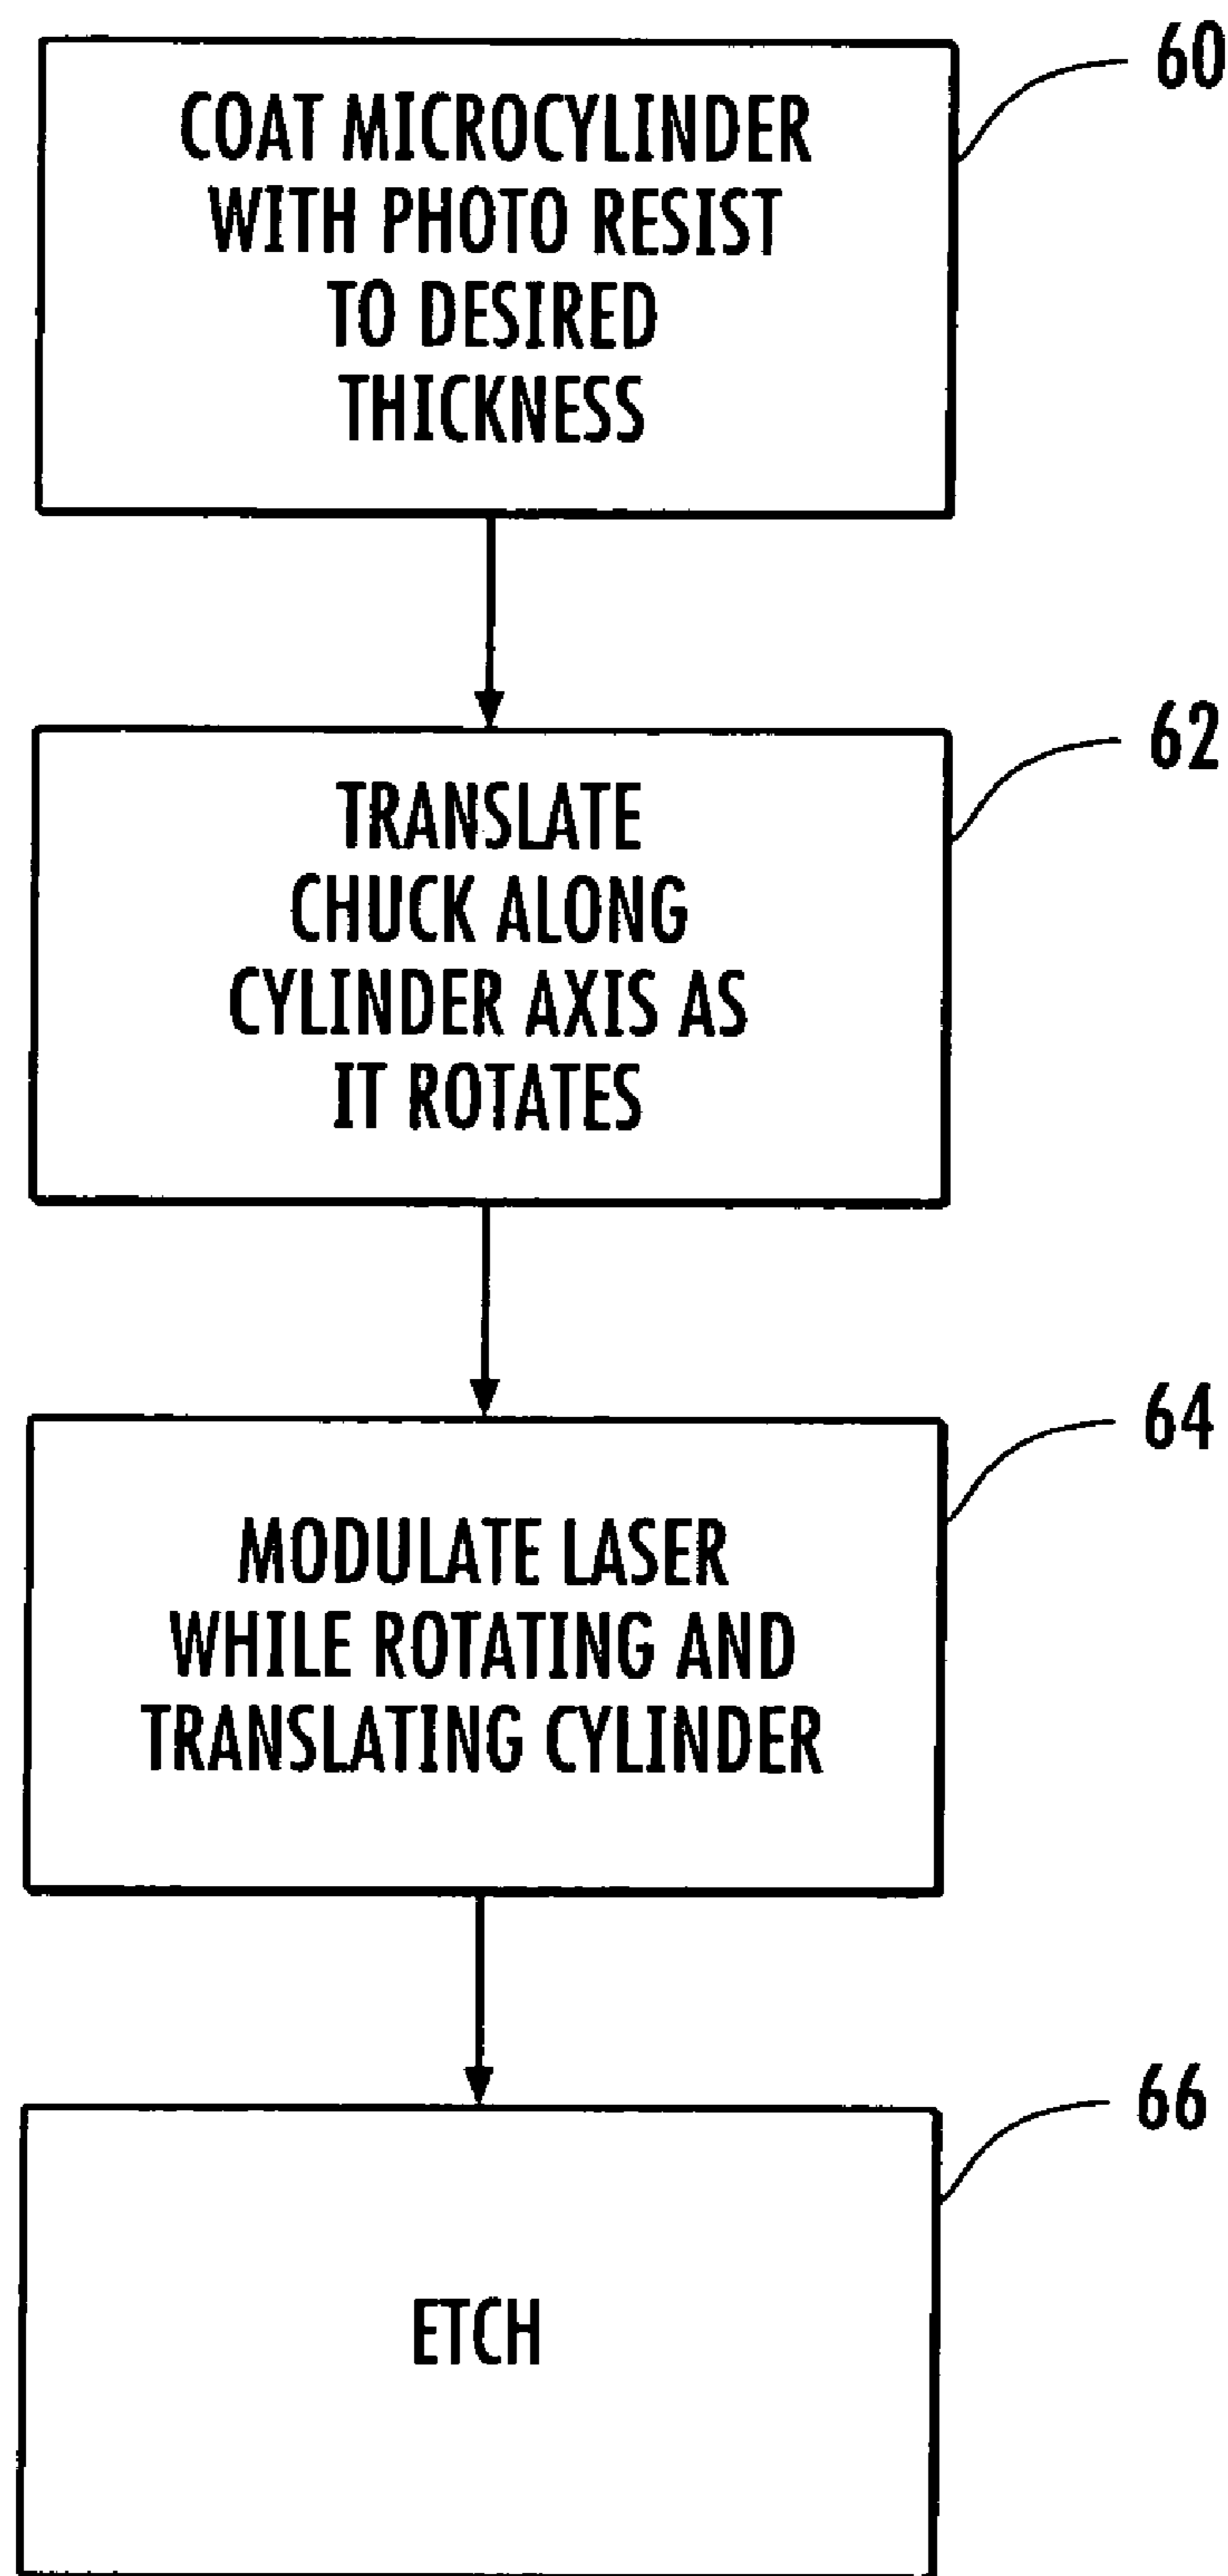 60
COAT MICROCYLINDER
WITH PHOTO RESIST
TO DESIRED
THICKNESS
62
TRANSLATE
CHUCK ALONG
CYLINDER AXIS AS
IT ROTATES
64
MODULATE LASER
WHILE ROTATING AND
TRANSLATING CYLINDER
66
ETCH